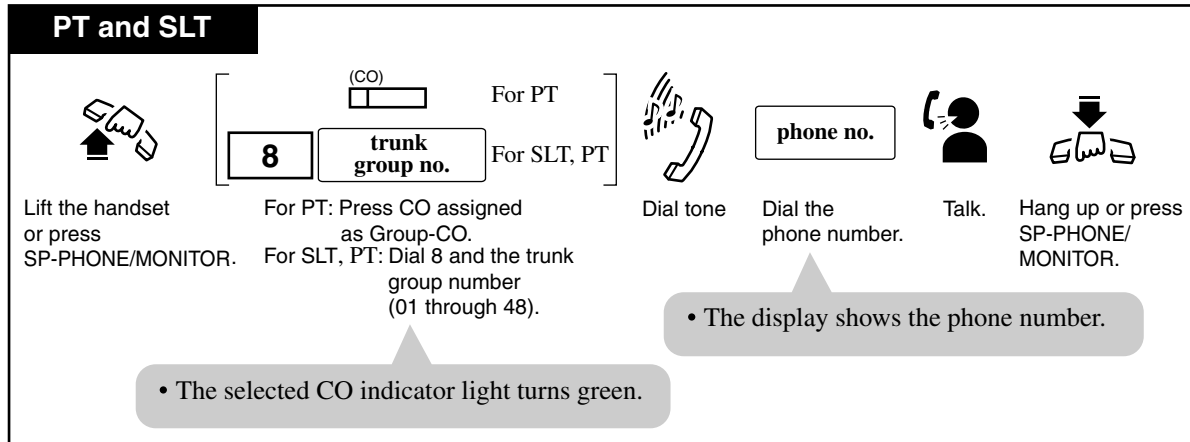 PT and SLT
(CO)
For PT
8
trunk
group no.
For SLT, PT
phone no.
Lift the handset
or press
SP-PHONE/MONITOR.
For PT: Press CO assigned
as Group-CO.
For SLT, PT: Dial 8 and the trunk
group number
(01 through 48).
Dial tone
Dial the
phone number.
Talk.
Hang up or press
SP-PHONE/
MONITOR.
• The display shows the phone number.
• The selected CO indicator light turns green.